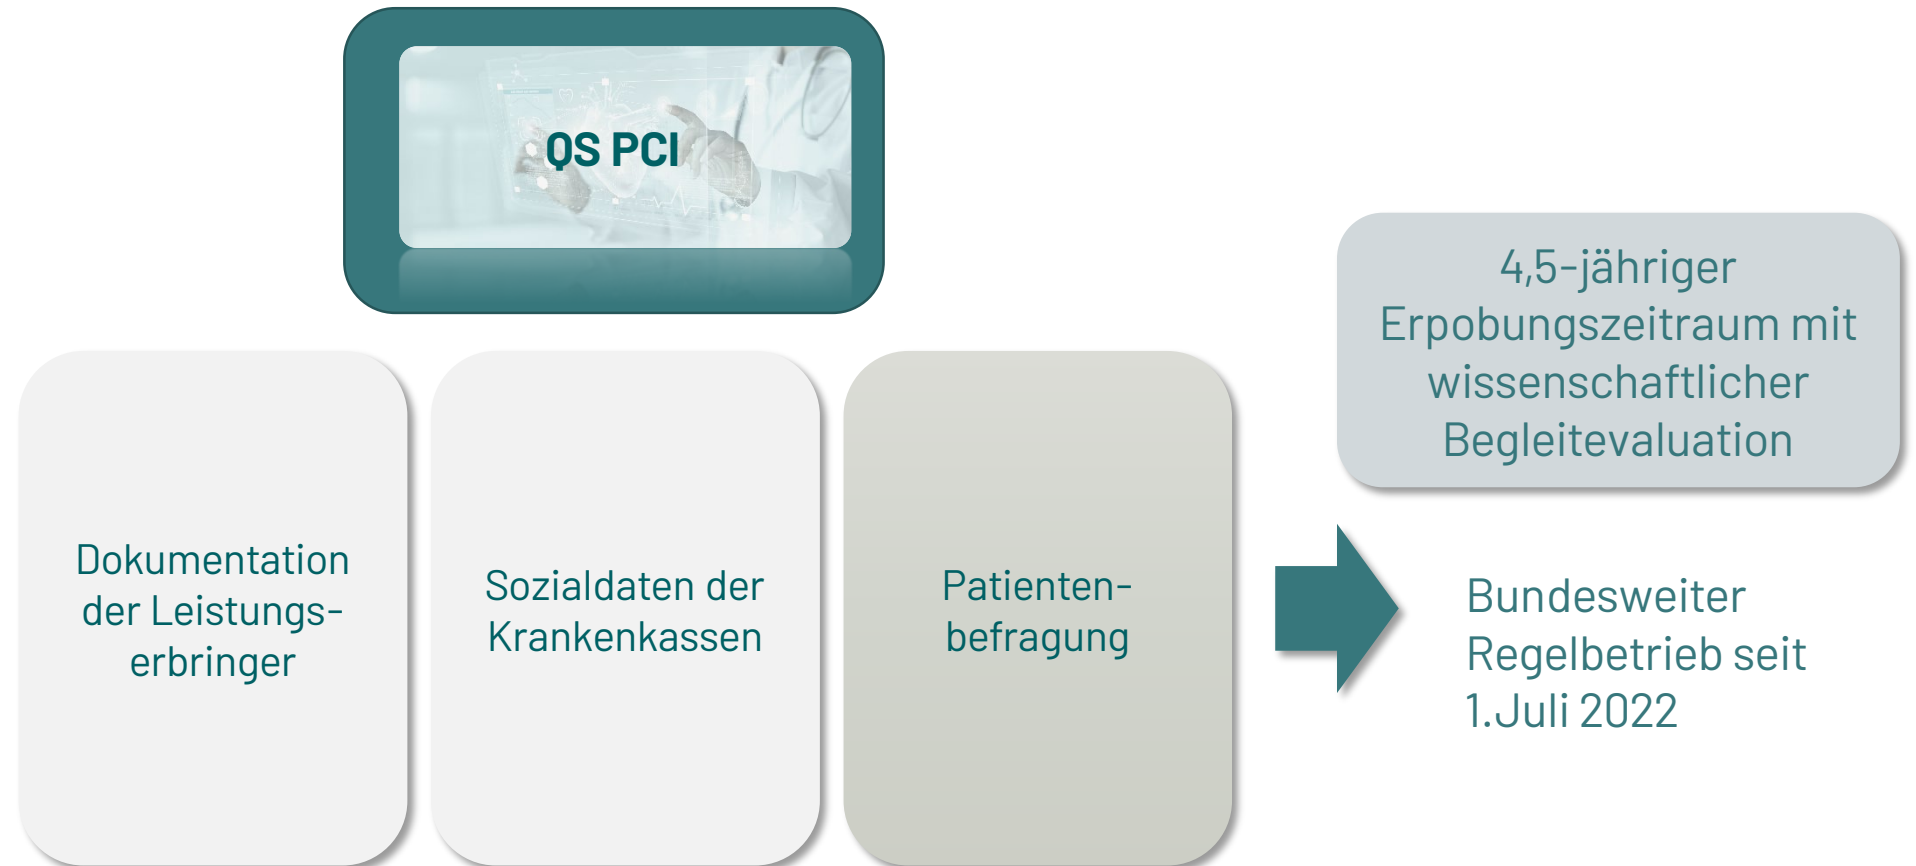 QS PCI
Dokumentation
der Leistungs-
erbringer
Sozialdaten der
Krankenkassen
Patienten-
befragung
4,5-jähriger
Erpobungszeitraum mit
wissenschaftlicher
Begleitevaluation
Bundesweiter
Regelbetrieb seit
1.Juli 2022